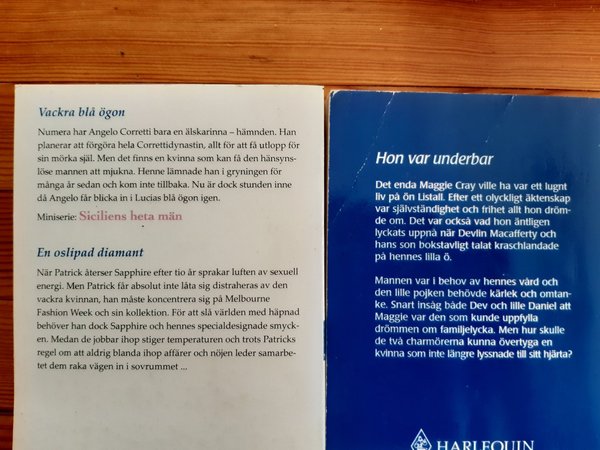 Vackra blå ögon
Numera har Angelo Corretti bara en älskarinna – hämnden. Han
planerar att förgöra hela Correttidynastin, allt för att få utlopp för
sin mörka själ. Men det finns en kvinna som kan få den hänsyns-
löse mannen att mjukna. Henne lämnade han i gryningen för
många år sedan och kom inte tillbaka. Nu är dock stunden inne
då Angelo får blicka in i Lucias blå ögon igen.
Miniserie: Siciliens heta män
En oslipad diamant
När Patrick återser Sapphire efter tio år sprakar luften av sexuell
energi. Men Patrick får absolut inte låta sig distraheras av den
vackra kvinnan, han måste koncentrera sig på Melbourne
Fashion Week och sin kollektion. För att slå världen med häpnad
behöver han dock Sapphire och hennes specialdesignade smyck-
en. Medan de jobbar ihop stiger temperaturen och trots Patricks
regel om att aldrig blanda ihop affärer och nöjen leder samarbe-
tet dem raka vägen in i sovrummet ...
Hon var underbar
Det enda Maggie Cray ville ha var ett lugnt
liv på ön Listall. Efter ett olyckligt äktenskap
var självständighet och frihet allt hon dröm-
de om. Det var också vad hon äntligen
lyckats uppnå när Devlin Macafferty och
hans son bokstavligt talat kraschlandade
på hennes lilla ö.
Mannen var i behov av hennes vård och
den lille pojken behövde kärlek och omtan-
ke. Snart insåg både Dev och lille Daniel att
Maggie var den som kunde uppfylla
drömmen om familjelycka. Men hur skulle
de två charmörerna kunna övertyga en
kvinna som inte längre lyssnade till sitt hjärta?
HARLEQUIN